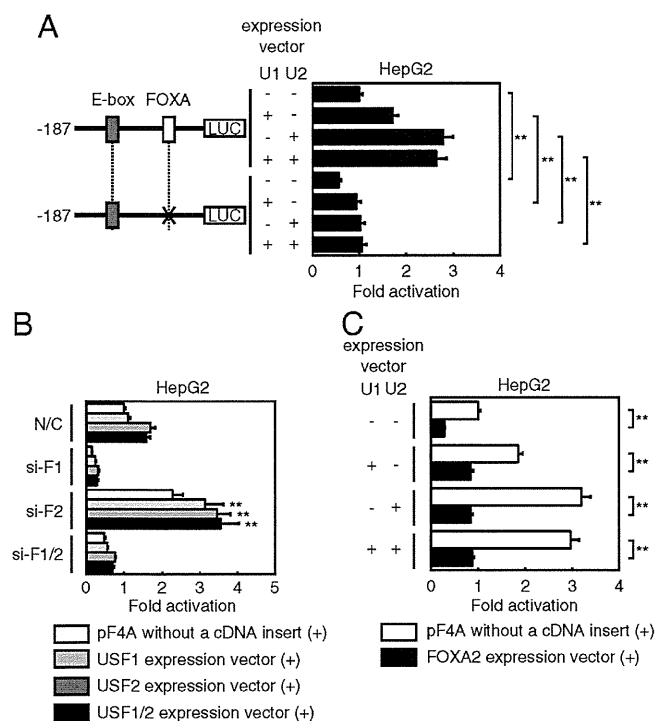 A
expression
vector
U1 U2
HepG2
E-box FOXA
-187
LUC
- -
+ -
- +
+ +
-187
LUC
- -
+ -
- +
+ +
**
**
**
**
0 1 2 3 4
Fold activation
B
HepG2
N/C
si-F1
si-F2
**
**
**
si-F1/2
0 1 2 3 4 5
Fold activation
pF4A without a cDNA insert (+)
USF1 expression vector (+)
USF2 expression vector (+)
USF1/2 expression vector (+)
C
expression
vector
U1 U2
HepG2
- -
**
+ -
**
- +
**
+ +
**
0 1 2 3 4
Fold activation
pF4A without a cDNA insert (+)
FOXA2 expression vector (+)